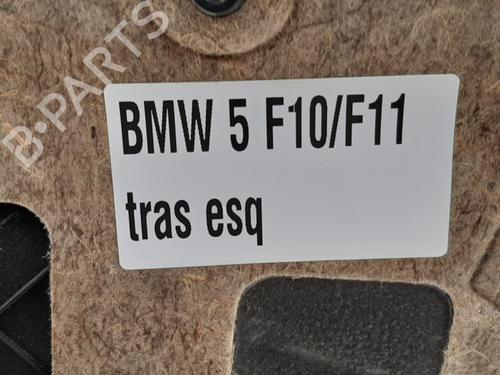 B-PARTS
BMW 5 F10/F11
tras esq